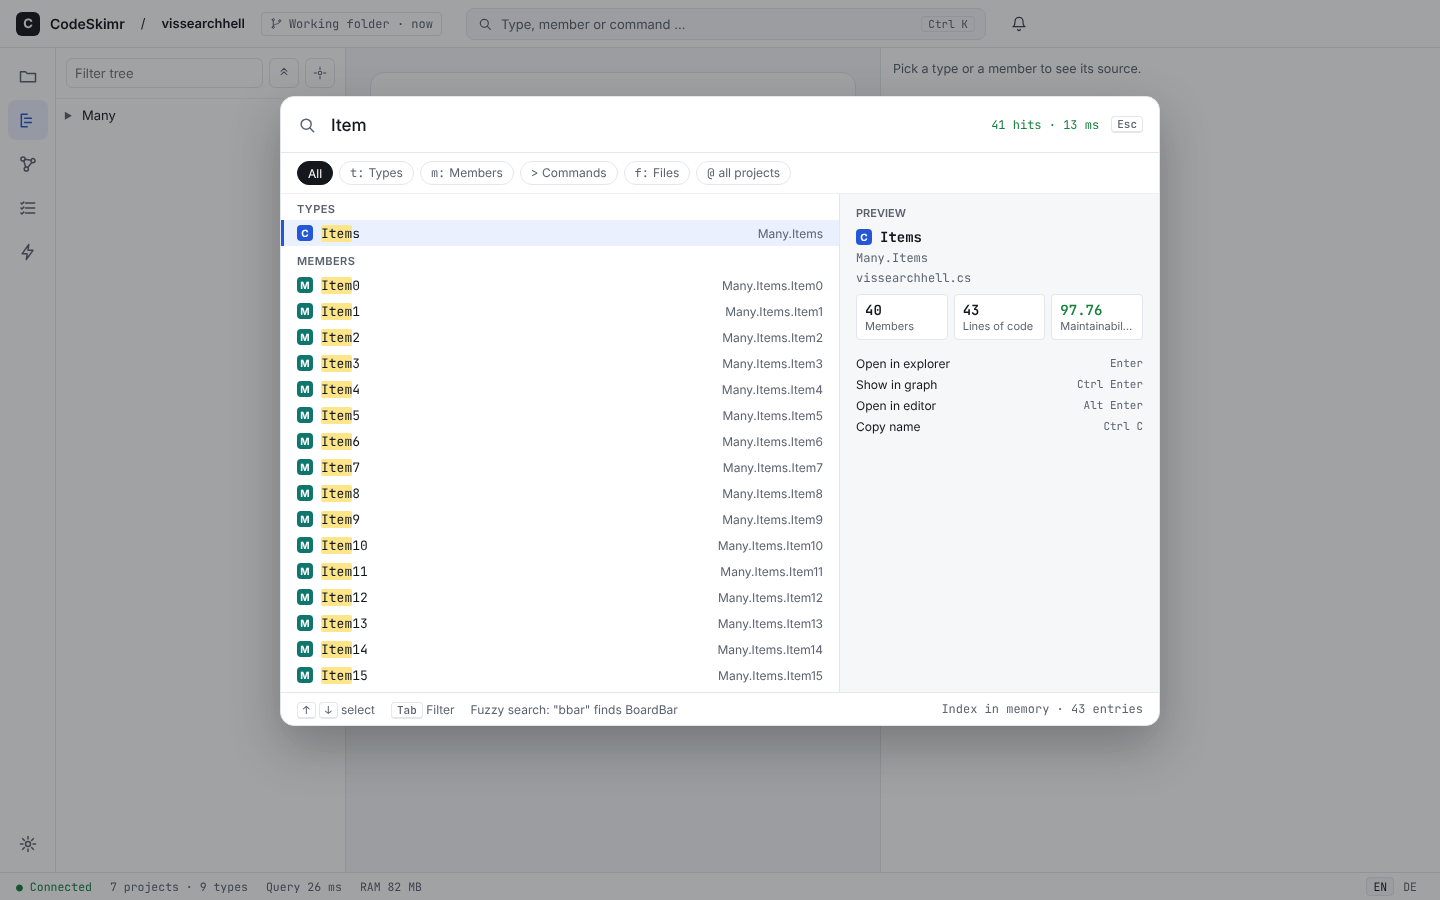 C CodeSkimr / vissearchhell Working folder · now Type, member or command ... Ctrl K
Filter tree
Pick a type or a member to see its source.
Many
Item 41 hits · 13 ms Esc
All t: Types m: Members > Commands f: Files @ all projects
TYPES
C Items Many.Items
MEMBERS
M Item0 Many.Items.Item0
M Item1 Many.Items.Item1
M Item2 Many.Items.Item2
M Item3 Many.Items.Item3
M Item4 Many.Items.Item4
M Item5 Many.Items.Item5
M Item6 Many.Items.Item6
M Item7 Many.Items.Item7
M Item8 Many.Items.Item8
M Item9 Many.Items.Item9
M Item10 Many.Items.Item10
M Item11 Many.Items.Item11
M Item12 Many.Items.Item12
M Item13 Many.Items.Item13
M Item14 Many.Items.Item14
M Item15 Many.Items.Item15
PREVIEW
C Items
Many.Items
vissearchhell.cs
40 43 97.76
Members Lines of code Maintainabil...
Open in explorer Enter
Show in graph Ctrl Enter
Open in editor Alt Enter
Copy name Ctrl C
↑ ↓ select Tab Filter Fuzzy search: "bbar" finds BoardBar Index in memory · 43 entries
● Connected 7 projects · 9 types Query 26 ms RAM 82 MB EN DE